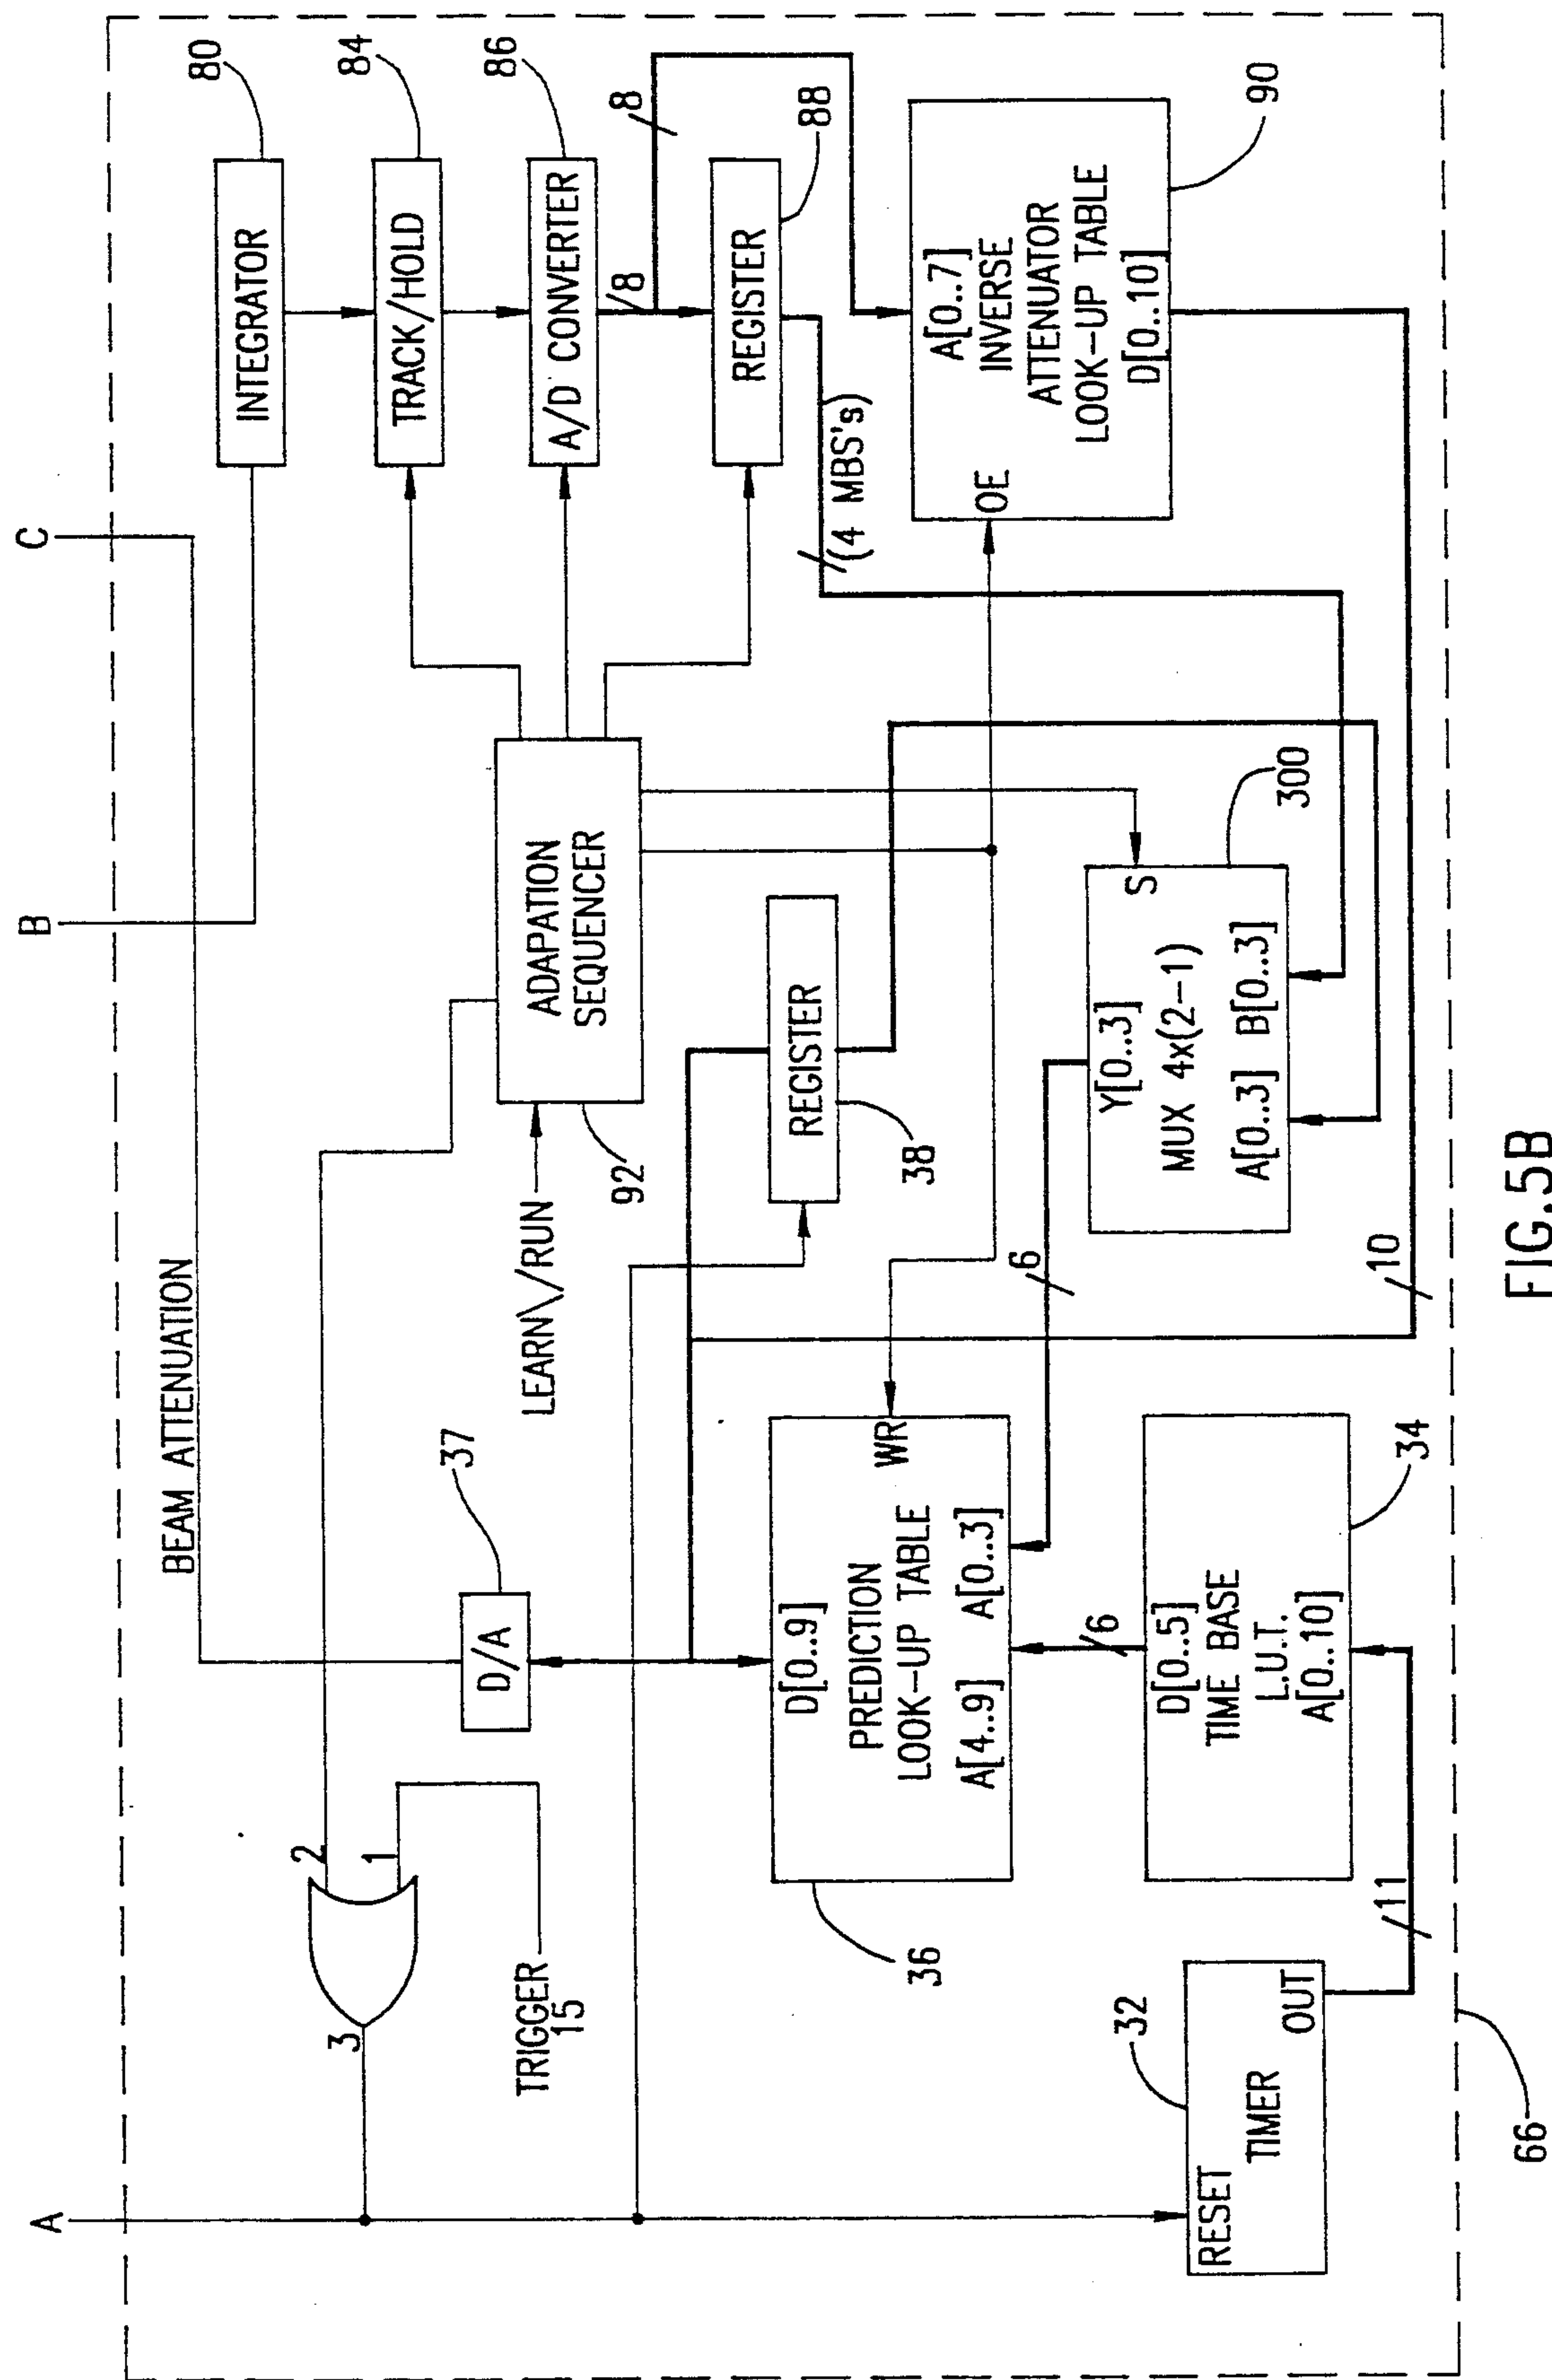 A
B
C
BEAM ATTENUATION
80
INTEGRATOR
84
TRACK/HOLD
86
A/D CONVERTER
8
8
88
REGISTER
(4 MBS's)
90
A[0..7]
INVERSE
ATTENUATOR
LOOK-UP TABLE
D[0..10]
OE
ADAPATION
SEQUENCER
92
LEARN\/RUN
37
D/A
2
1
3
TRIGGER
15
REGISTER
38
D[0..9]
PREDICTION
LOOK-UP TABLE
A[4..9] A[0..3]
WR
36
6
Y[0..3]
S
MUX 4x(2-1)
A[0..3] B[0..3]
300
6
D[0..5]
TIME BASE
L.U.T.
A[0..10]
34
10
11
32
RESET
TIMER
OUT
66
FIG.5B